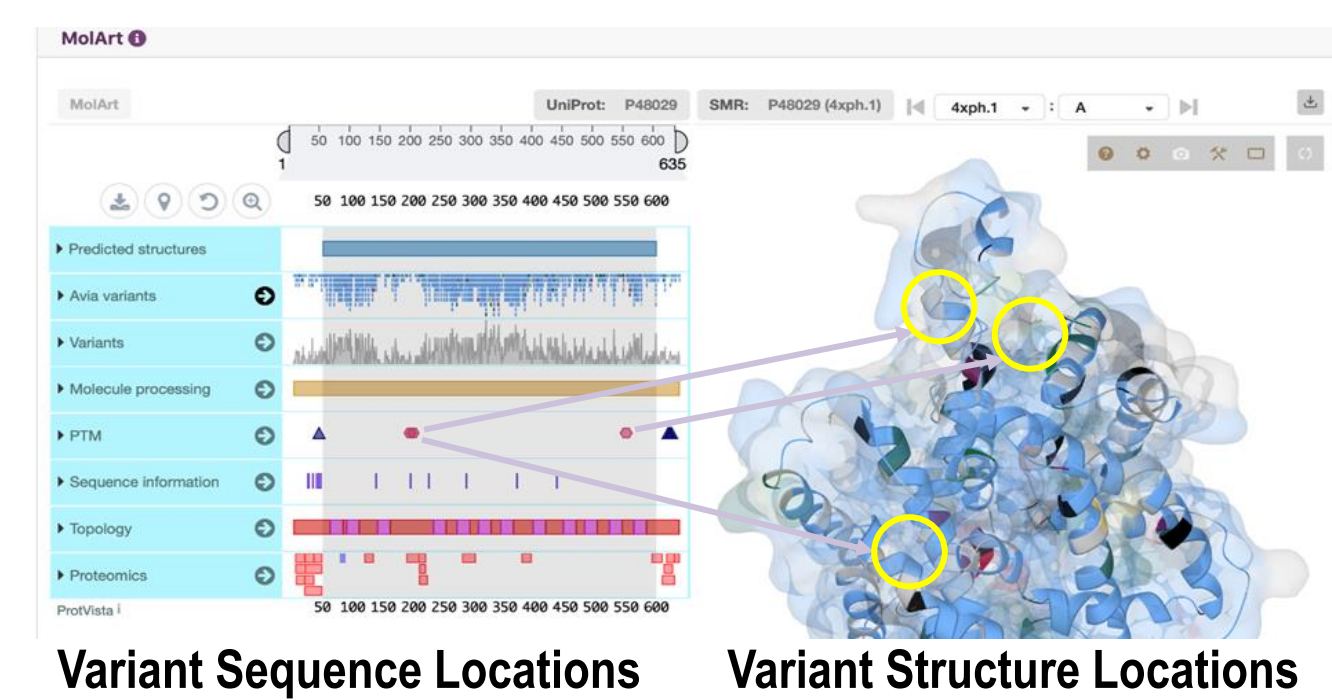 MolArt i
MolArt UniProt: P48029 SMR: P48029 (4xph.1) 4xph.1 : A
50 100 150 200 250 300 350 400 450 500 550 600
1 635
50 100 150 200 250 300 350 400 450 500 550 600
Predicted structures
Avia variants
Variants
Molecule processing
PTM
Sequence information
Topology
Proteomics
ProtVista i 50 100 150 200 250 300 350 400 450 500 550 600
Variant Sequence Locations Variant Structure Locations